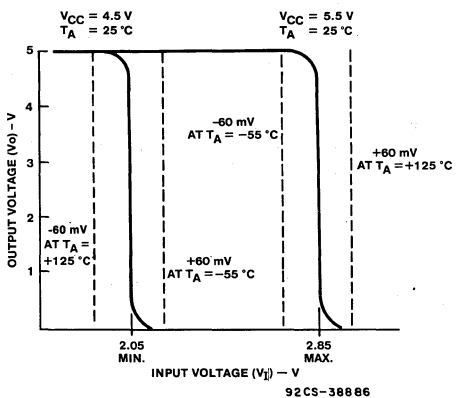 VCC = 4.5 V
TA = 25 °C
VCC = 5.5 V
TA = 25 °C
OUTPUT VOLTAGE (Vo) – V
5
4
3
2
1
-60 mV
AT TA =
+125 °C
+60 mV
AT TA = -55 °C
-60 mV
AT TA = -55 °C
+60 mV
AT TA = +125 °C
2.05
MIN.
2.85
MAX.
INPUT VOLTAGE (VI) — V
92CS-38886